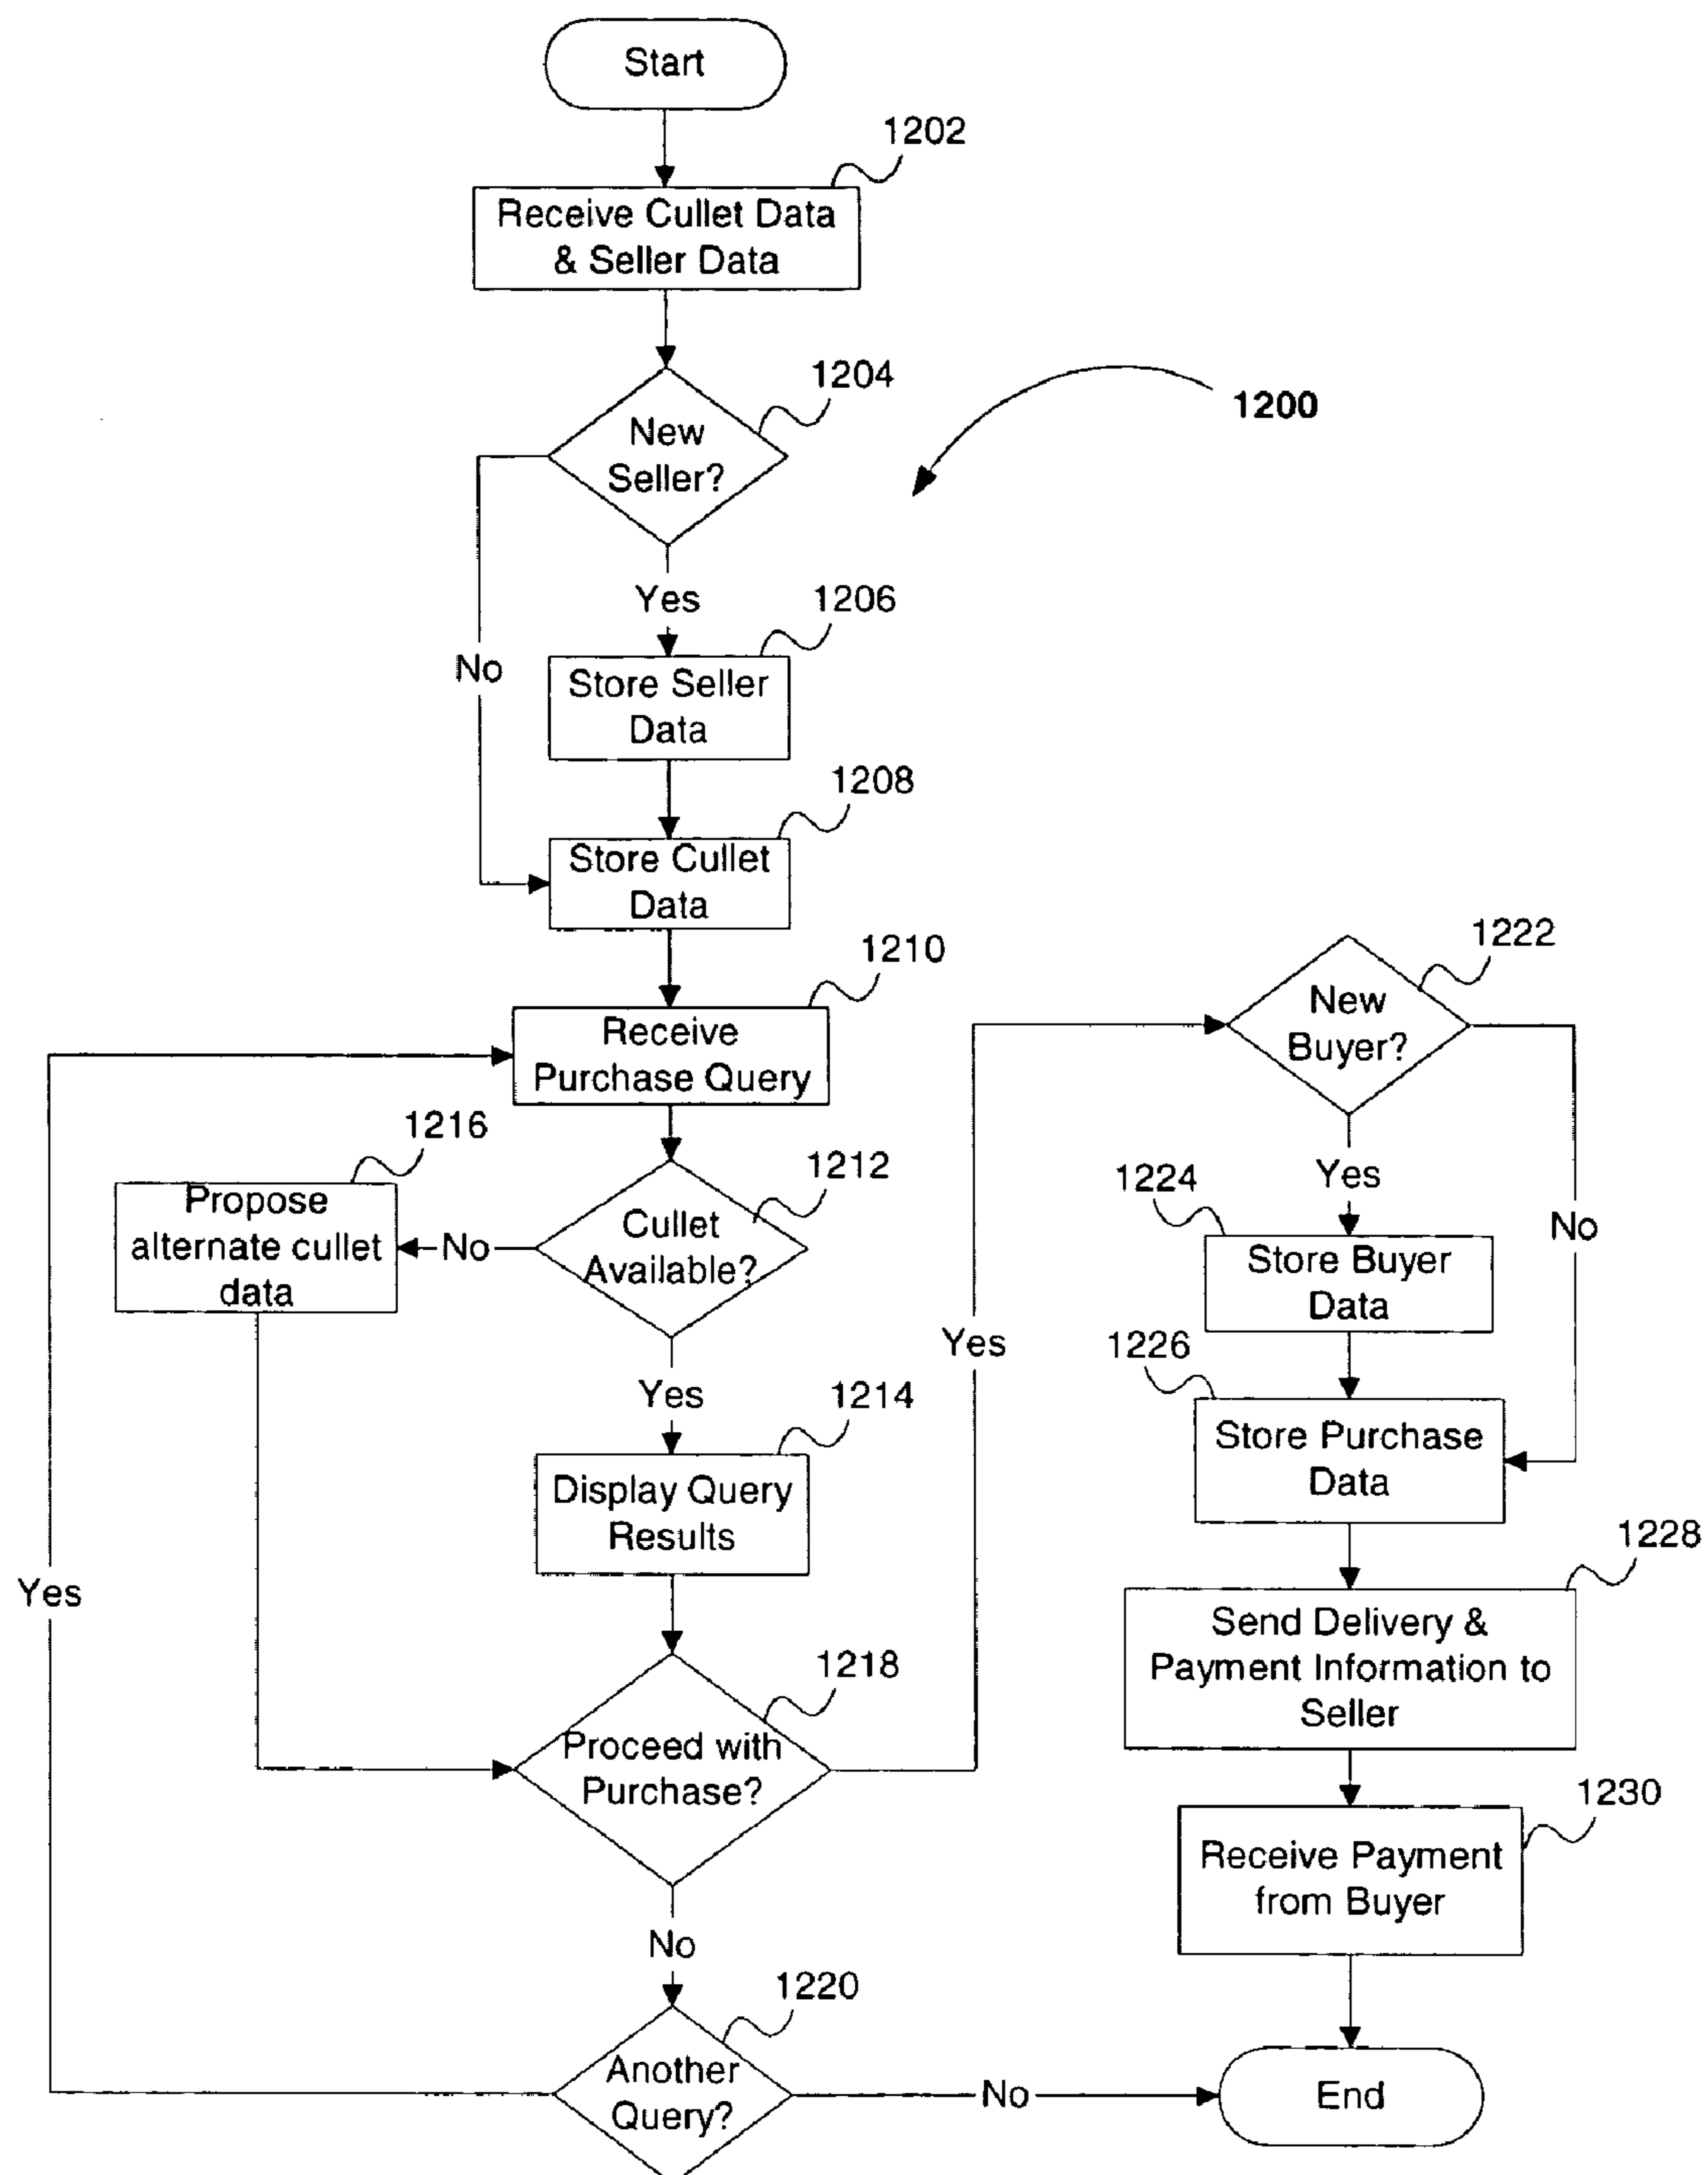 Start
1202
Receive Cullet Data
& Seller Data
1204
New
Seller?
1200
Yes
No
1206
Store Seller
Data
1208
Store Cullet
Data
1210
Receive
Purchase Query
1216
Propose
alternate cullet
data
No
1212
Cullet
Available?
Yes
1214
Display Query
Results
Yes
1218
Proceed with
Purchase?
Yes
No
1220
Another
Query?
No
1222
New
Buyer?
Yes
No
1224
Store Buyer
Data
1226
Store Purchase
Data
1228
Send Delivery &
Payment Information to
Seller
1230
Receive Payment
from Buyer
End